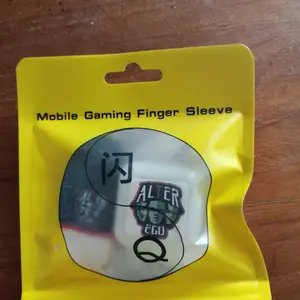 Mobile Gaming Finger Sleeve
闪
ALTER
EGO
Q